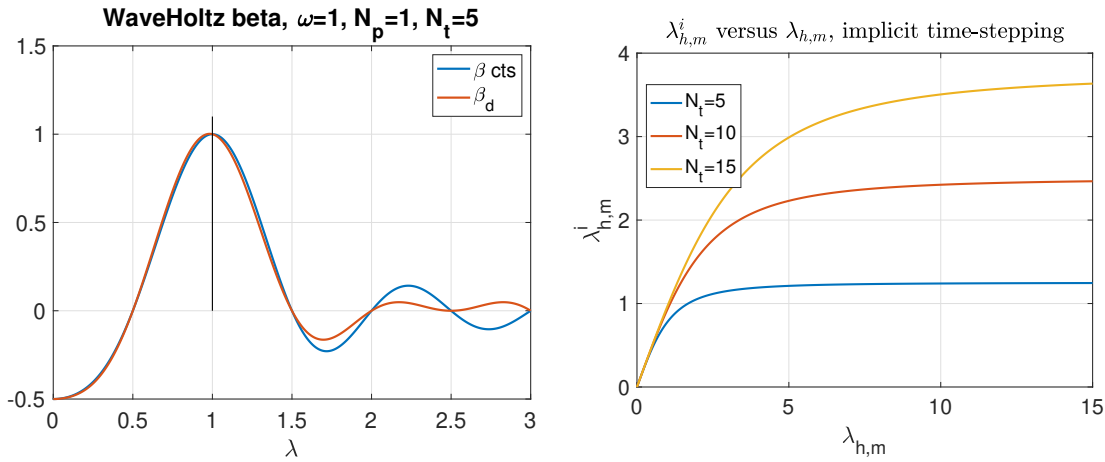 WaveHoltz beta, ω=1, N_p=1, N_t=5
1.5
1
0.5
0
-0.5
β cts
β_d
0 0.5 1 1.5 2 2.5 3
λ
λ^i_{h,m} versus λ_{h,m}, implicit time-stepping
4
3
2
1
0
N_t=5
N_t=10
N_t=15
λ^i_{h,m}
0 5 10 15
λ_{h,m}